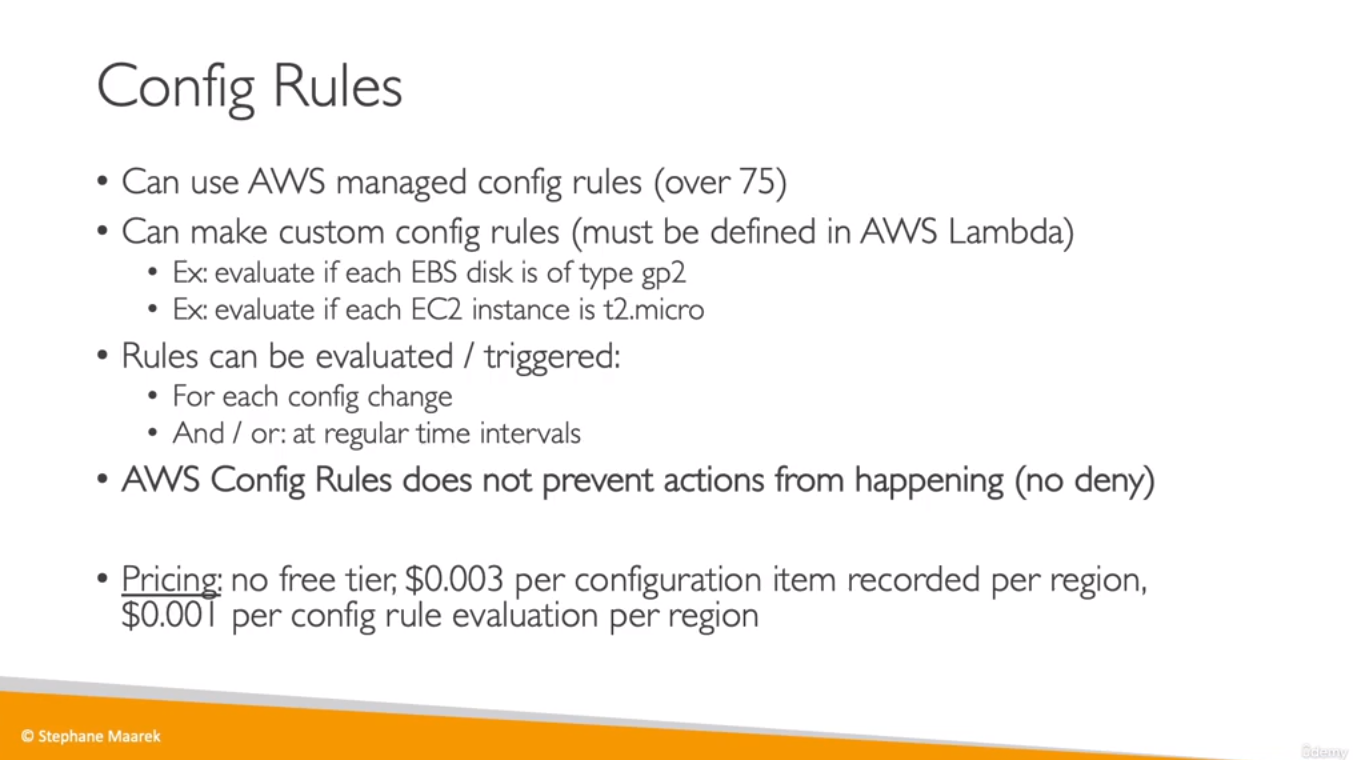 Config Rules
• Can use AWS managed config rules (over 75)
• Can make custom config rules (must be defined in AWS Lambda)
• Ex: evaluate if each EBS disk is of type gp2
• Ex: evaluate if each EC2 instance is t2.micro
• Rules can be evaluated / triggered:
• For each config change
• And / or: at regular time intervals
• AWS Config Rules does not prevent actions from happening (no deny)
• Pricing: no free tier, $0.003 per configuration item recorded per region,
$0.001 per config rule evaluation per region
© Stephane Maarek
Udemy